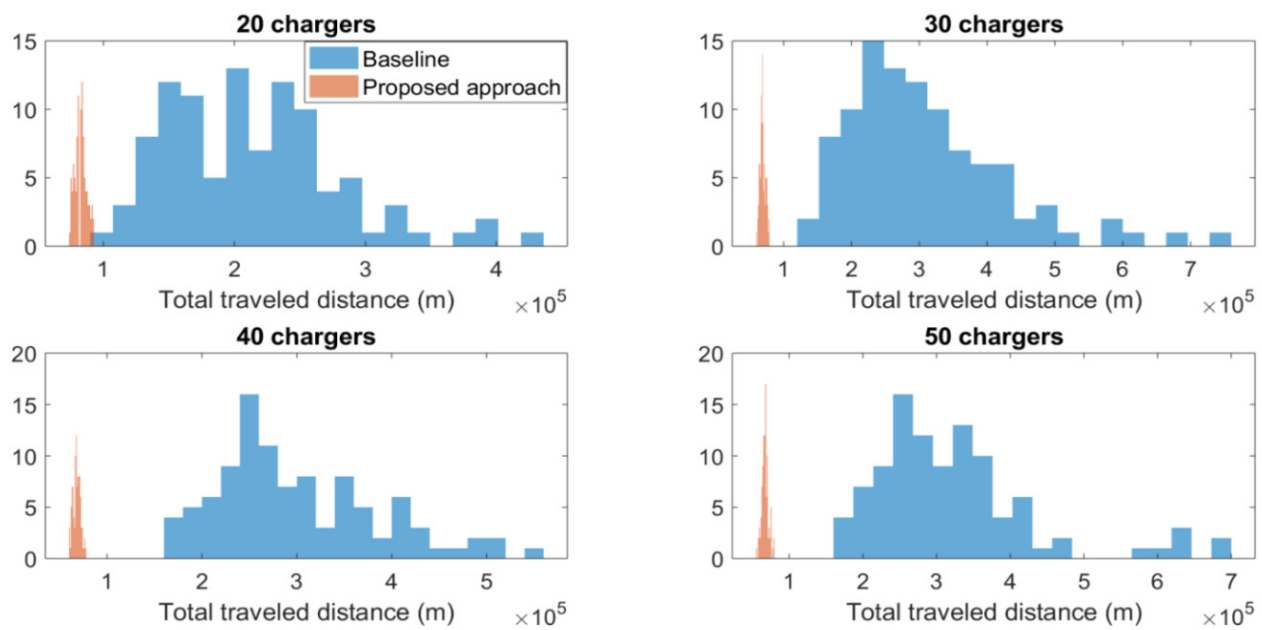 20 chargers
15
10
5
0
Baseline
Proposed approach
1 2 3 4
Total traveled distance (m) ×10^5
30 chargers
15
10
5
0
1 2 3 4 5 6 7
Total traveled distance (m) ×10^5
40 chargers
20
15
10
5
0
1 2 3 4 5
Total traveled distance (m) ×10^5
50 chargers
20
15
10
5
0
1 2 3 4 5 6 7
Total traveled distance (m) ×10^5